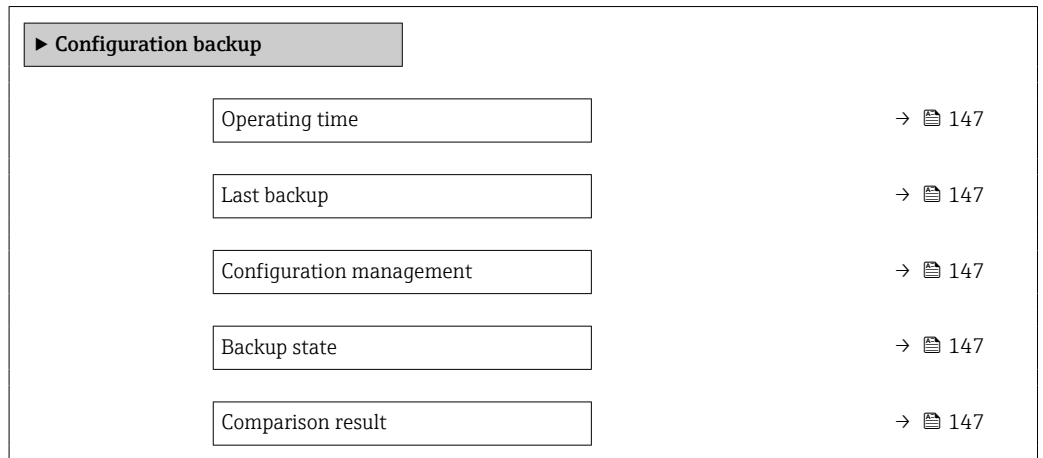 ▶ Configuration backup
Operating time → 🖺 147
Last backup → 🖺 147
Configuration management → 🖺 147
Backup state → 🖺 147
Comparison result → 🖺 147